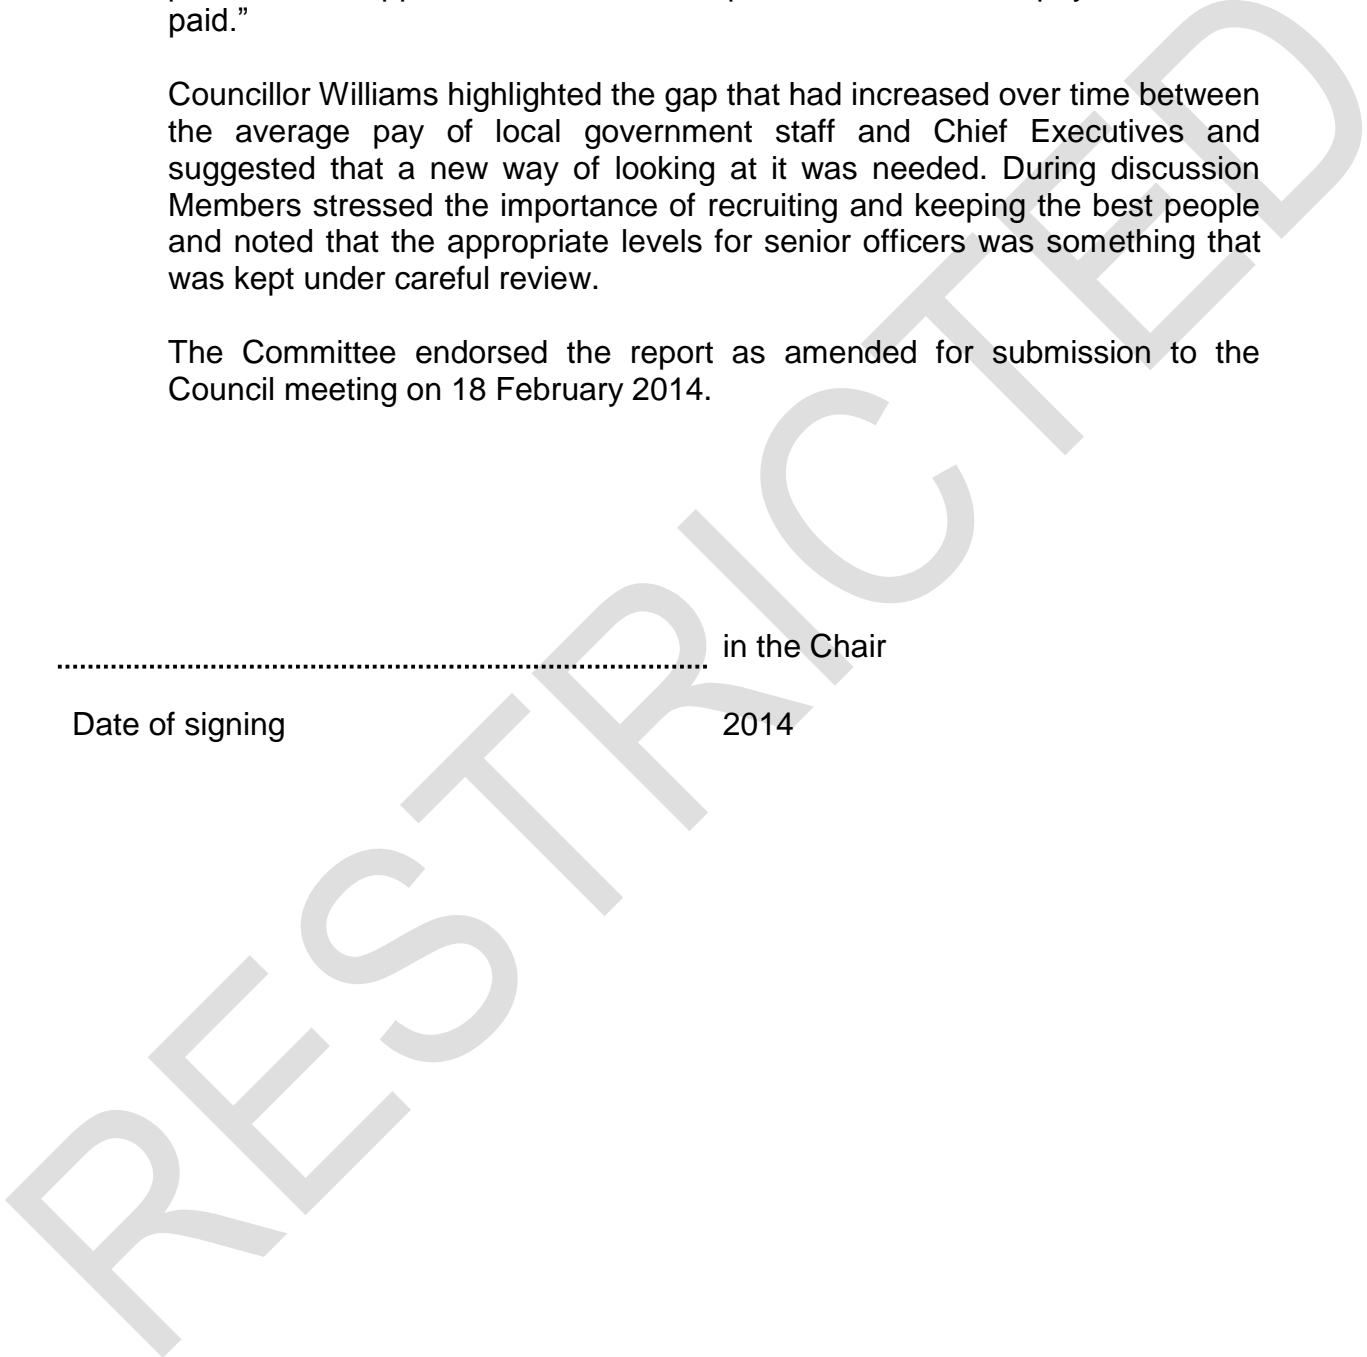 paid.”
Councillor Williams highlighted the gap that had increased over time between
the average pay of local government staff and Chief Executives and
suggested that a new way of looking at it was needed. During discussion
Members stressed the importance of recruiting and keeping the best people
and noted that the appropriate levels for senior officers was something that
was kept under careful review.
The Committee endorsed the report as amended for submission to the
Council meeting on 18 February 2014.
in the Chair
Date of signing 2014
RESTRICTED